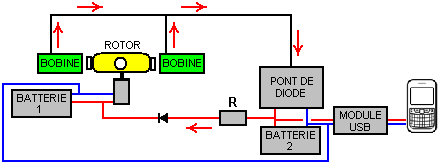 ROTOR
BOBINE
BOBINE
PONT DE
DIODE
BATTERIE
1
R
MODULE
USB
BATTERIE
2